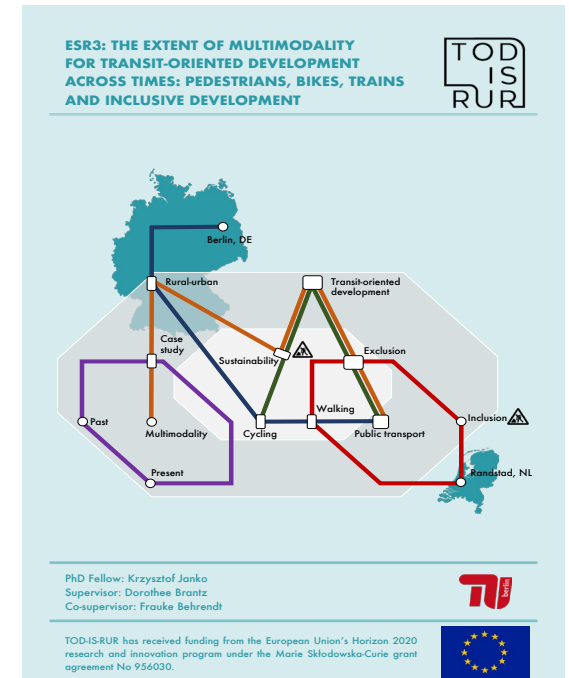 ESR3: THE EXTENT OF MULTIMODALITY
FOR TRANSIT-ORIENTED DEVELOPMENT
ACROSS TIMES: PEDESTRIANS, BIKES, TRAINS
AND INCLUSIVE DEVELOPMENT
TOD
IS
RUR
Berlin, DE
Rural-urban
Transit-oriented
development
Case
study
Sustainability
Exclusion
Walking
Past
Multimodality
Cycling
Public transport
Inclusion
Present
Randstad, NL
PhD Fellow: Krzysztof Janko
Supervisor: Dorothee Brantz
Co-supervisor: Frauke Behrendt
TU
berlin
TOD-IS-RUR has received funding from the European Union's Horizon 2020
research and innovation program under the Marie Skłodowska-Curie grant
agreement No 956030.